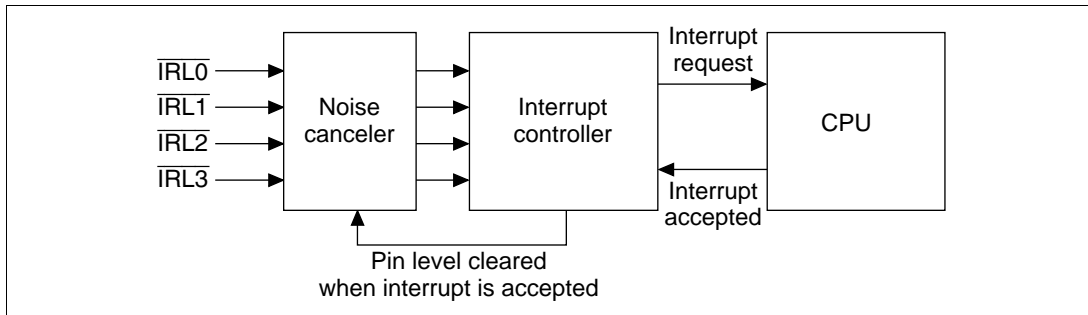 IRL0
IRL1
IRL2
IRL3
Noise
canceler
Interrupt
controller
Interrupt
request
CPU
Interrupt
accepted
Pin level cleared
when interrupt is accepted